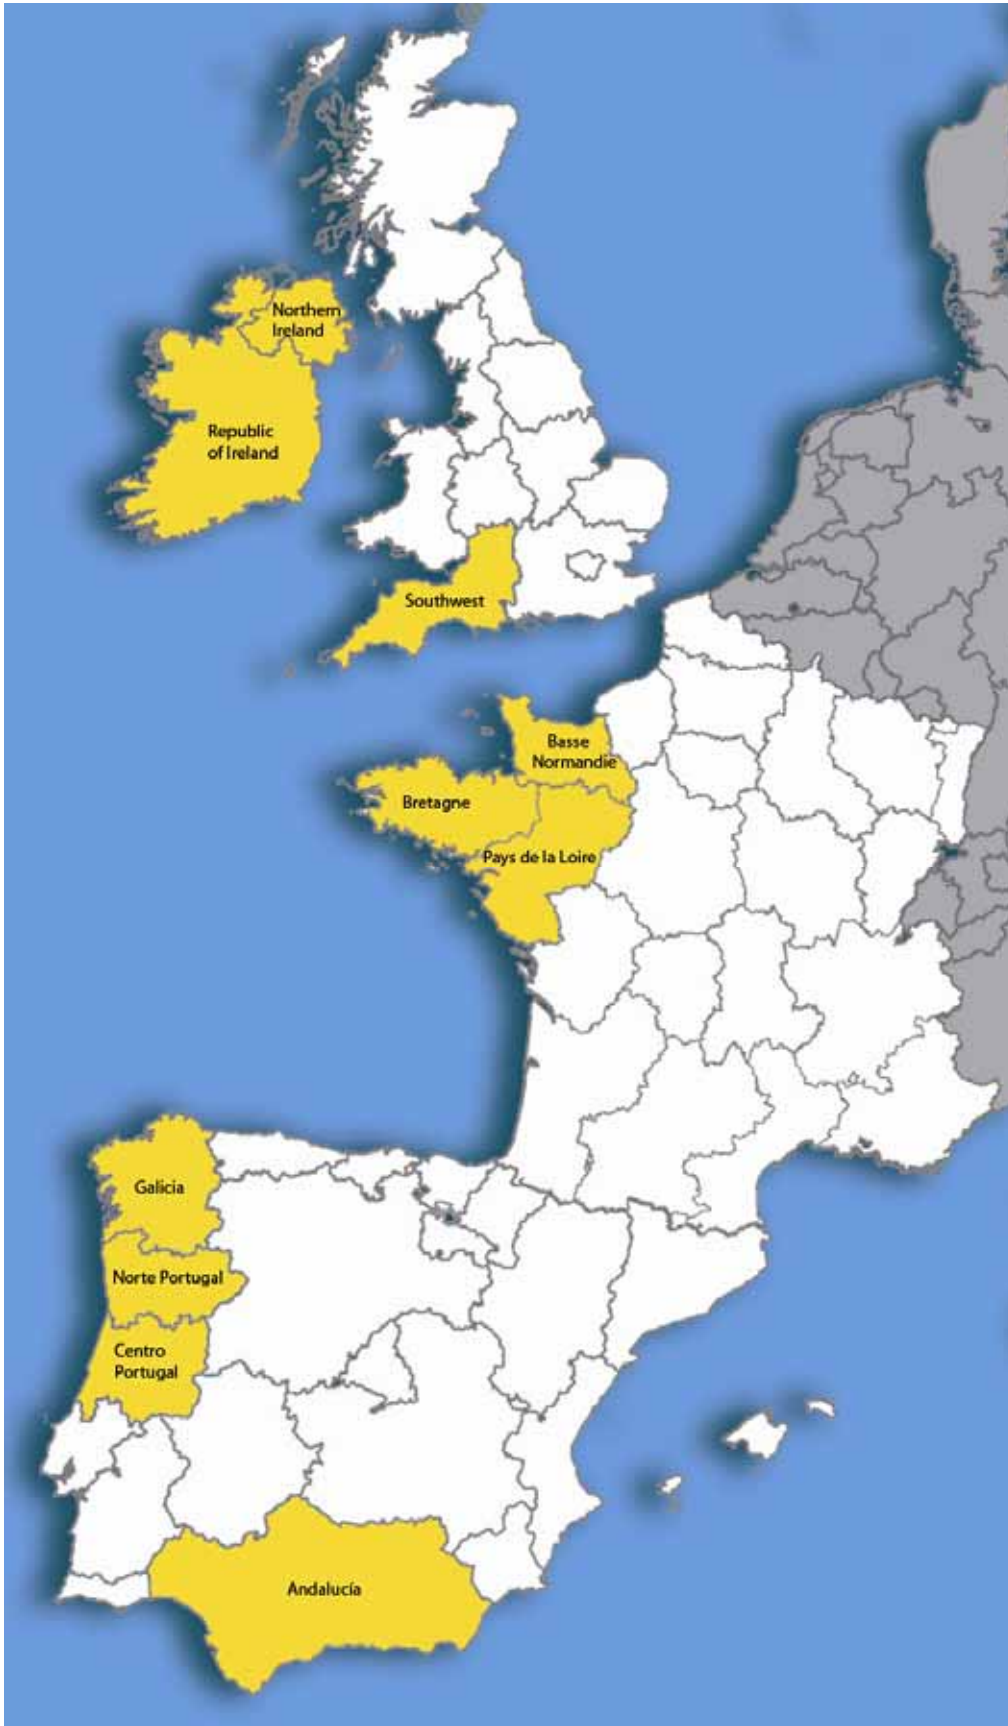 Northern
Ireland
Republic
of Ireland
Southwest
Basse
Normandie
Bretagne
Pays de la Loire
Galicia
Norte Portugal
Centro
Portugal
Andalucía